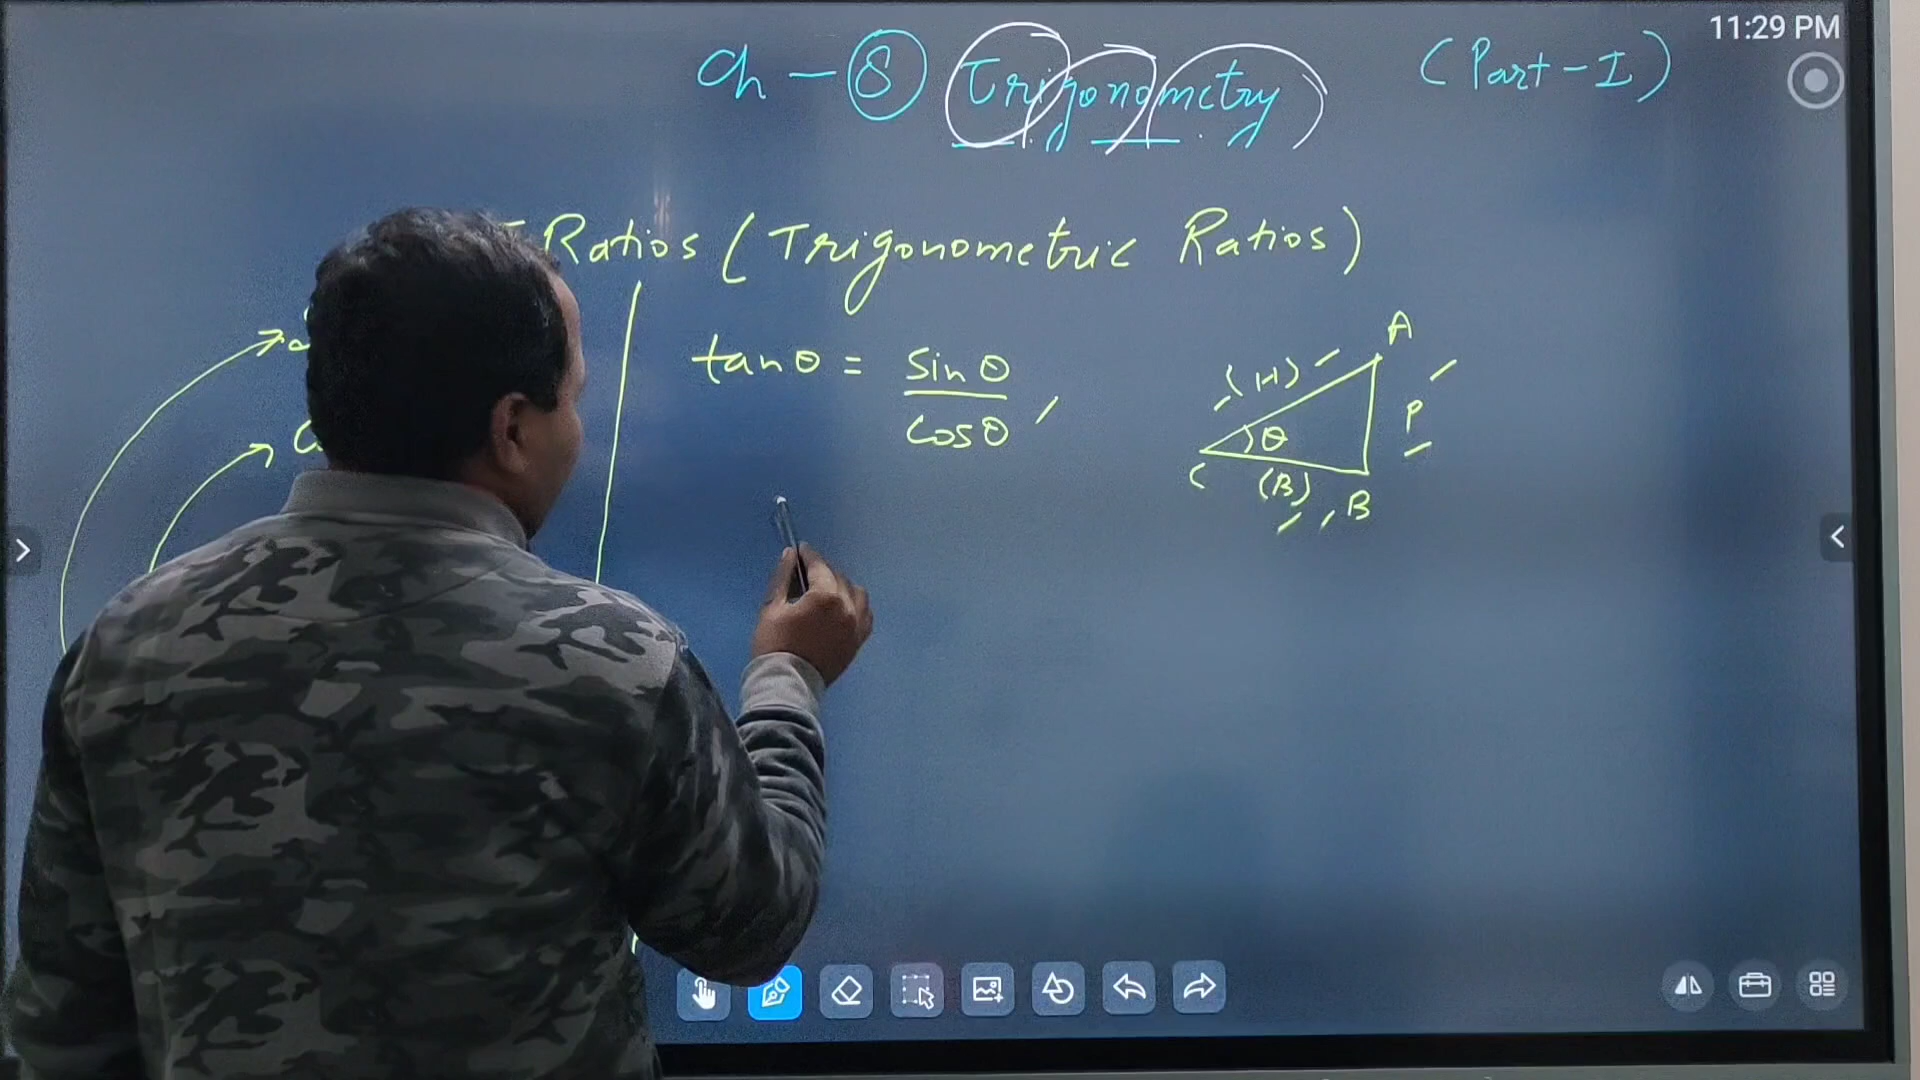 11:29 PM
Ch - 8 Trigonometry (Part - I)
T Ratios (Trigonometric Ratios)
tanθ = sinθ
cosθ
A
(H)
P
θ
C
(B)
B